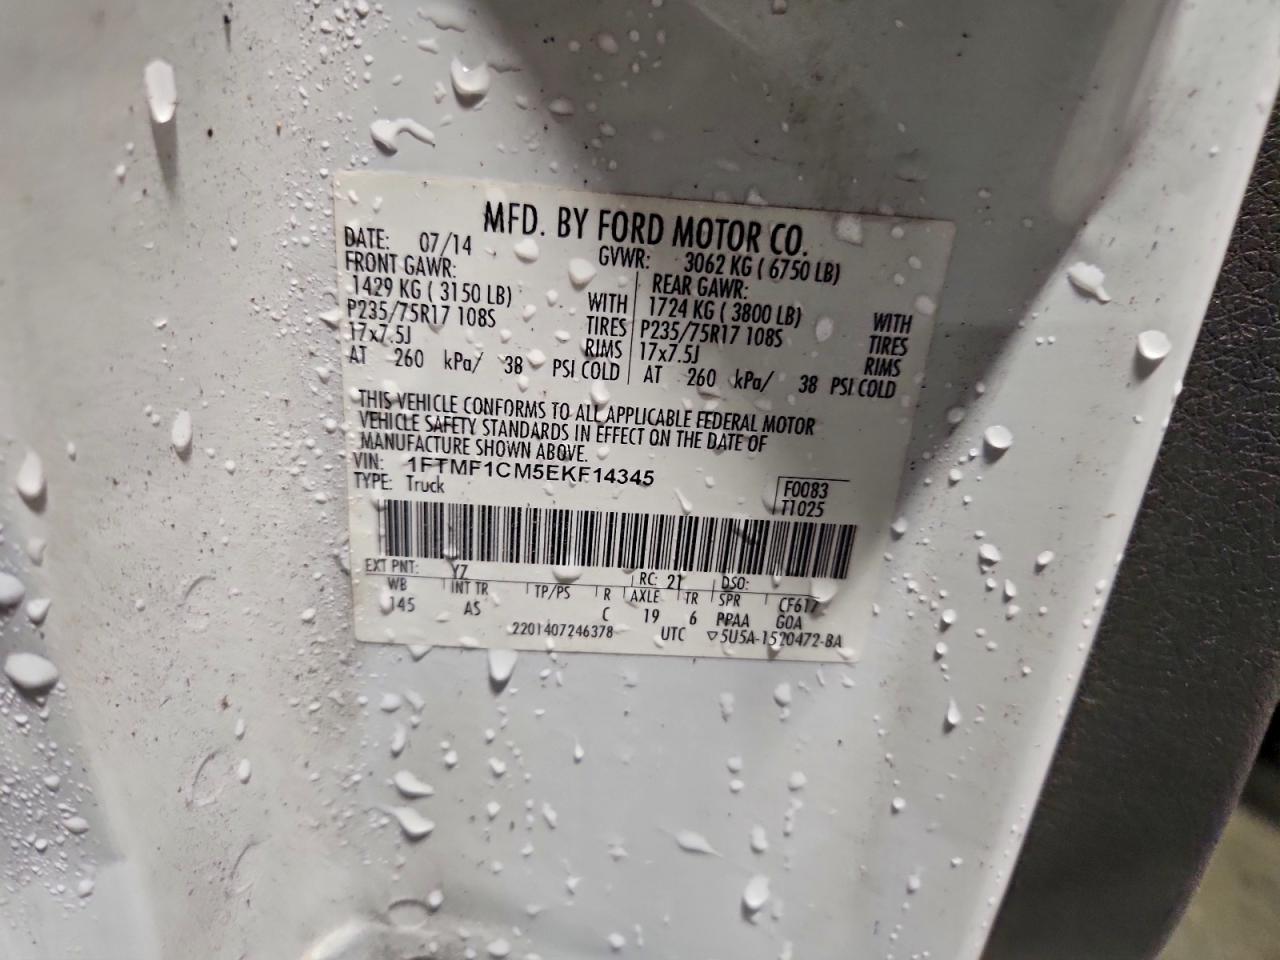 MFD. BY FORD MOTOR CO.
DATE: 07/14 GVWR: 3062 KG ( 6750 LB)
FRONT GAWR: REAR GAWR:
1429 KG ( 3150 LB) WITH 1724 KG ( 3800 LB) WITH
P235/75R17 108S TIRES P235/75R17 108S TIRES
17x7.5J RIMS 17x7.5J RIMS
AT 260 kPa/ 38 PSI COLD AT 260 kPa/ 38 PSI COLD
THIS VEHICLE CONFORMS TO ALL APPLICABLE FEDERAL MOTOR
VEHICLE SAFETY STANDARDS IN EFFECT ON THE DATE OF
MANUFACTURE SHOWN ABOVE.
VIN: 1FTMF1CM5EKF14345
TYPE: Truck
F0083
T1025
EXT PNT: YZ RC: 21 DSO:
WB INT TR TP/PS R AXLE TR SPR CF617
145 AS C 19 6 PPAA GOA
2201407246378 UTC ▽5U5A-1520472-BA